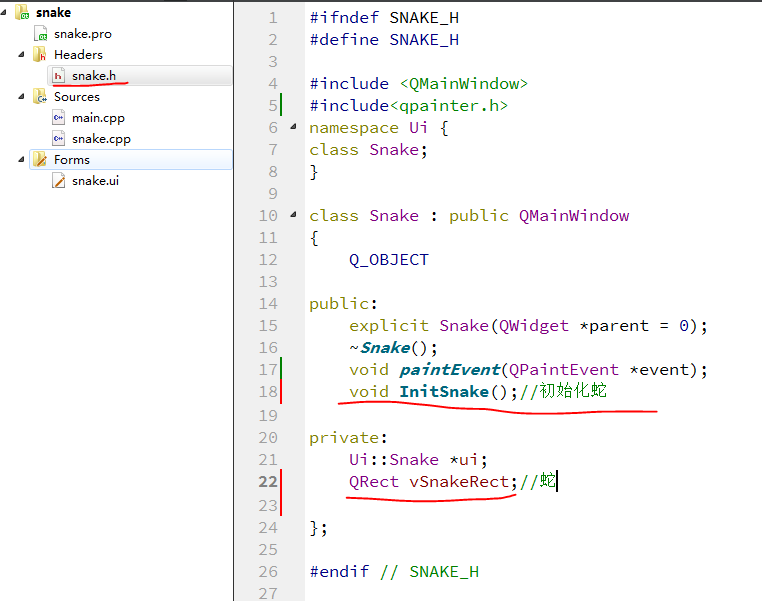 snake
snake.pro
Headers
snake.h
Sources
main.cpp
snake.cpp
Forms
snake.ui
1 #ifndef SNAKE_H
2 #define SNAKE_H
3
4 #include <QMainWindow>
5 #include<qpainter.h>
6 namespace Ui {
7 class Snake;
8 }
9
10 class Snake : public QMainWindow
11 {
12 Q_OBJECT
13
14 public:
15 explicit Snake(QWidget *parent = 0);
16 ~Snake();
17 void paintEvent(QPaintEvent *event);
18 void InitSnake();//初始化蛇
19
20 private:
21 Ui::Snake *ui;
22 QRect vSnakeRect;//蛇
23
24 };
25
26 #endif // SNAKE_H
27